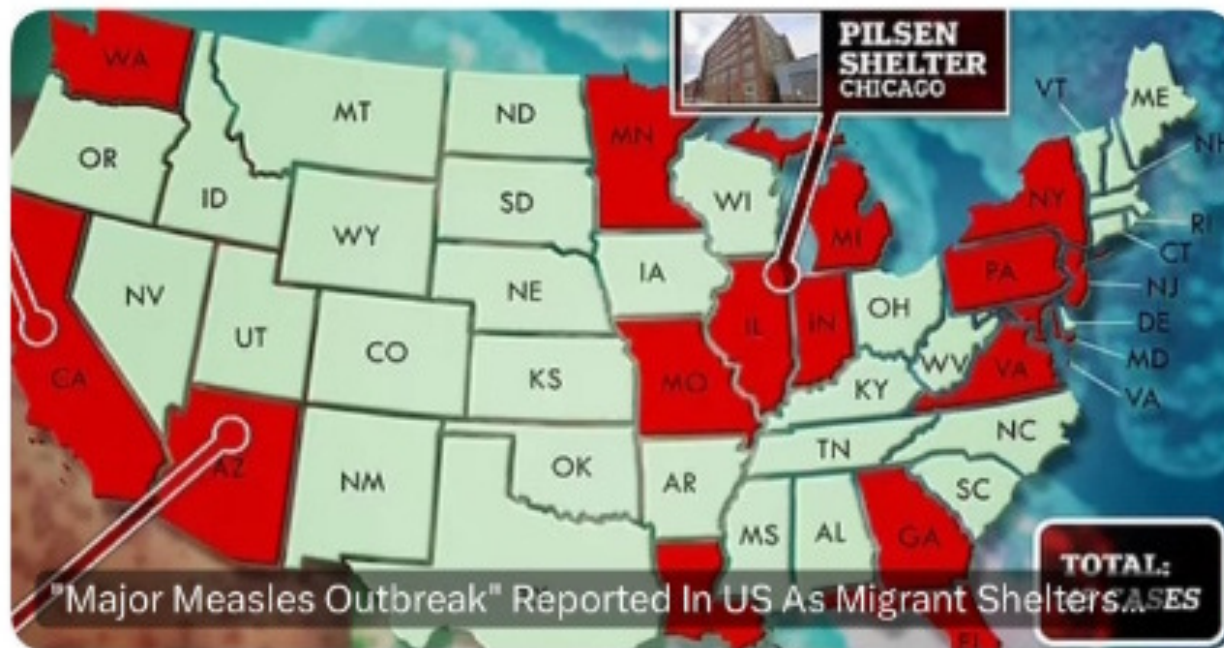 PILSEN
SHELTER
CHICAGO
WA
MT
ND
MN
VT
ME
OR
ID
SD
WI
NH
WY
MI
NY
RI
IA
CT
NE
PA
NJ
NV
OH
DE
UT
IL
IN
MD
CO
WV
CA
KS
MO
VA
KY
VA
NC
TN
AZ
NM
OK
AR
SC
MS
AL
GA
TOTAL:
CASES
"Major Measles Outbreak" Reported In US As Migrant Shelters...
FL